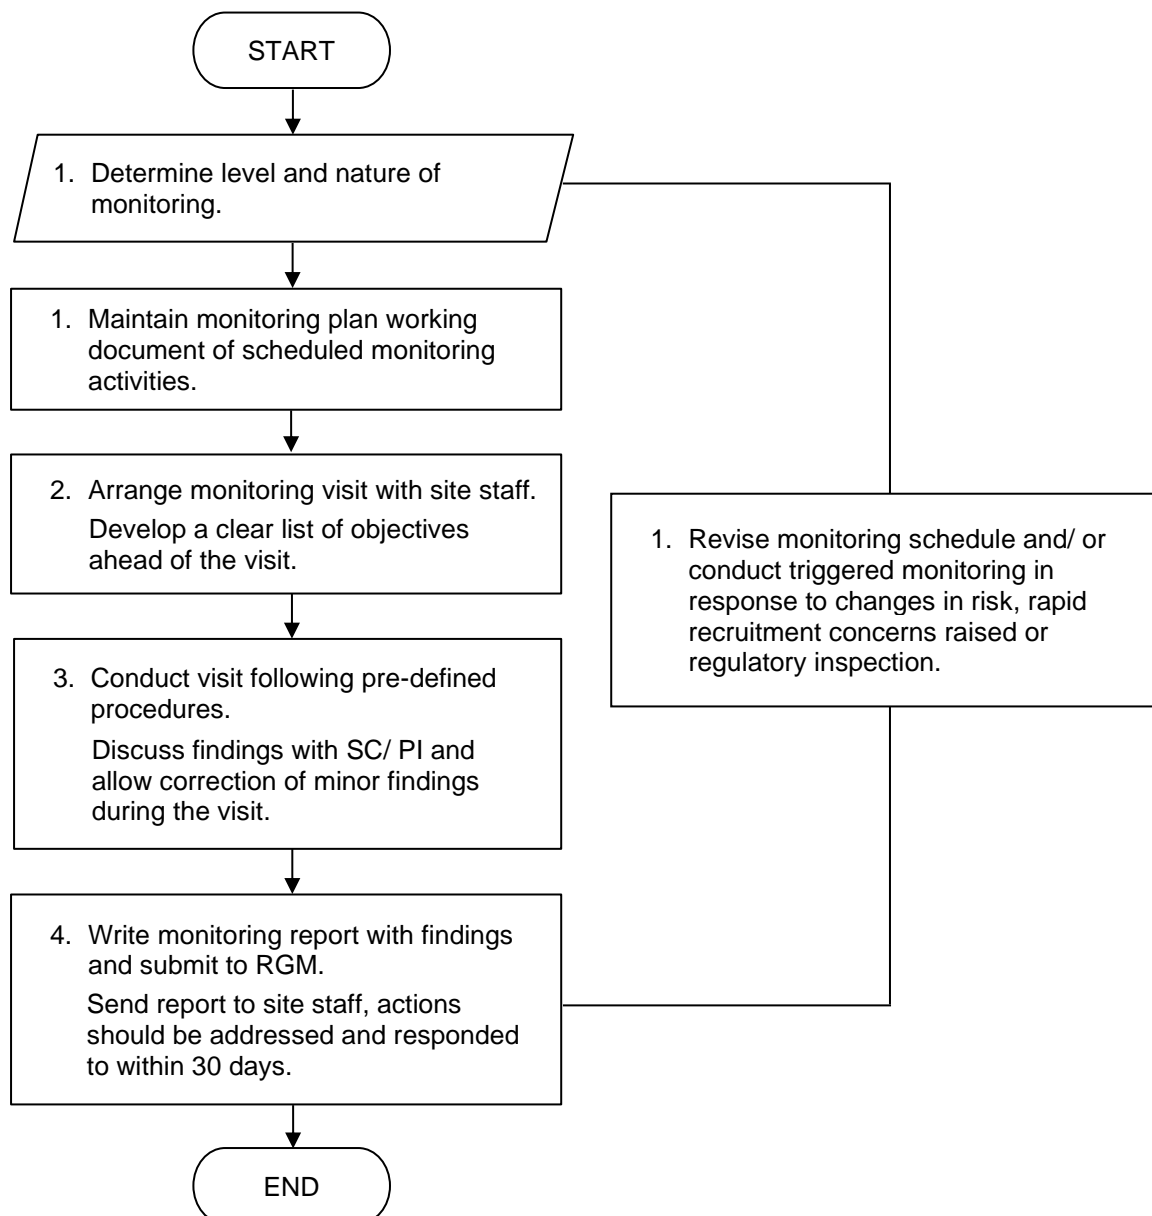 START
1. Determine level and nature of
monitoring.
1. Maintain monitoring plan working
document of scheduled monitoring
activities.
2. Arrange monitoring visit with site staff.
Develop a clear list of objectives
ahead of the visit.
1. Revise monitoring schedule and/ or
conduct triggered monitoring in
response to changes in risk, rapid
recruitment concerns raised or
regulatory inspection.
3. Conduct visit following pre-defined
procedures.
Discuss findings with SC/ PI and
allow correction of minor findings
during the visit.
4. Write monitoring report with findings
and submit to RGM.
Send report to site staff, actions
should be addressed and responded
to within 30 days.
END